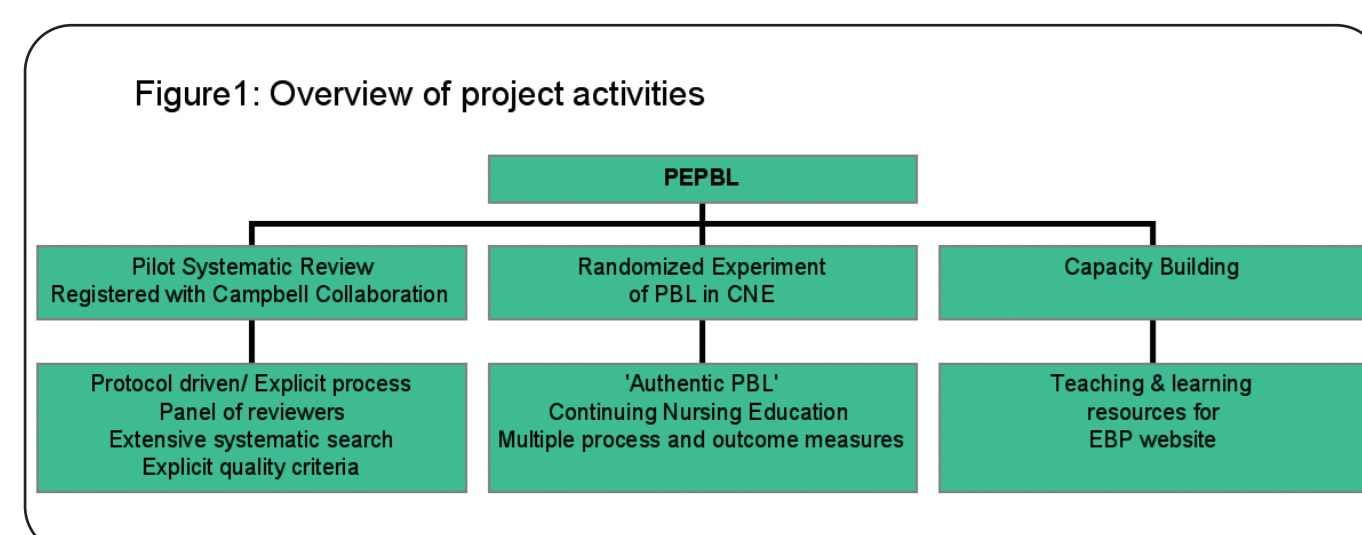 Figure1: Overview of project activities
PEPBL
Pilot Systematic Review
Registered with Campbell Collaboration
Randomized Experiment
of PBL in CNE
Capacity Building
Protocol driven/ Explicit process
Panel of reviewers
Extensive systematic search
Explicit quality criteria
'Authentic PBL'
Continuing Nursing Education
Multiple process and outcome measures
Teaching & learning
resources for
EBP website